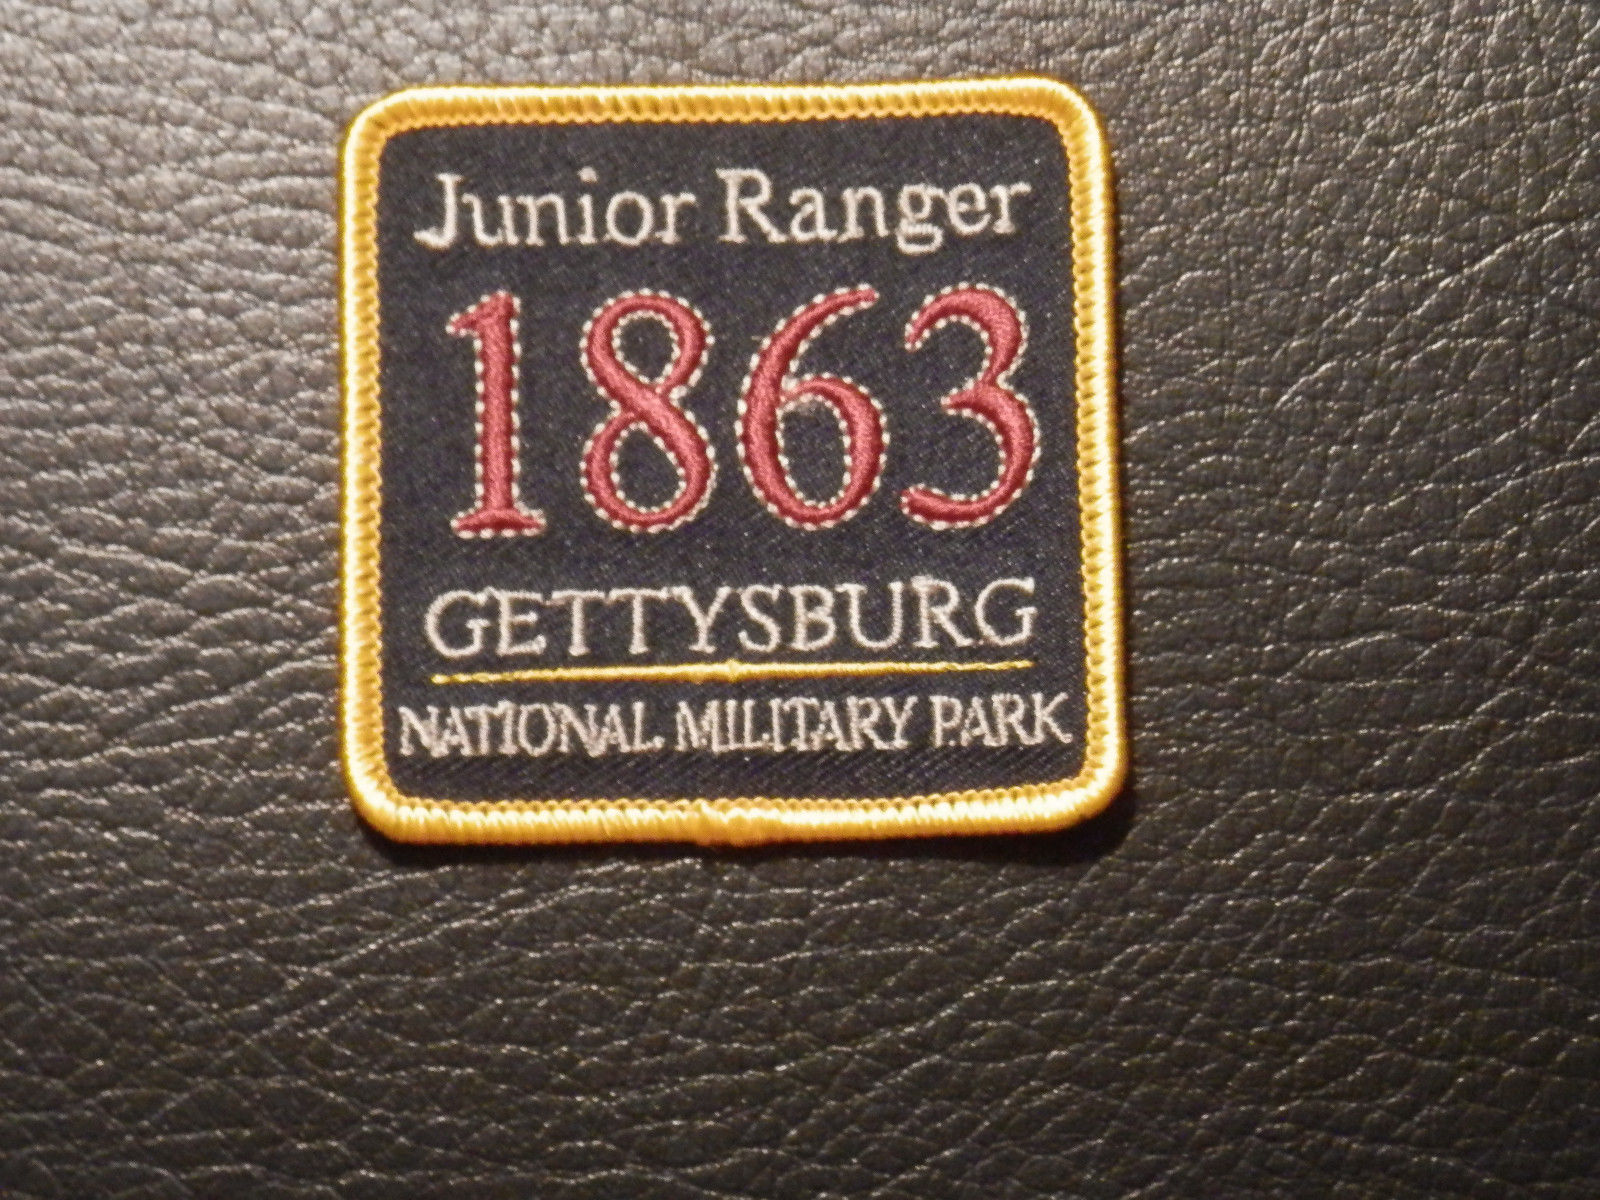 Junior Ranger
1863
GETTYSBURG
NATIONAL MILITARY PARK